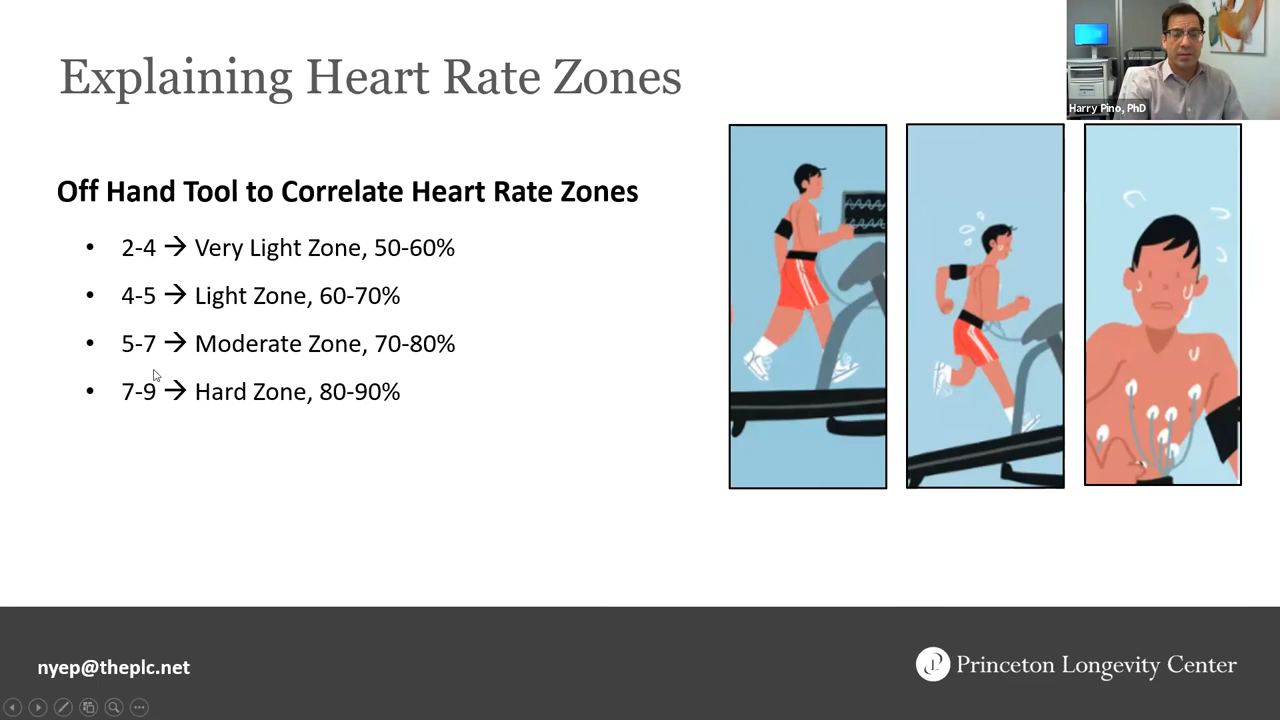 Explaining Heart Rate Zones
Harry Pino, PhD
Off Hand Tool to Correlate Heart Rate Zones
• 2-4 → Very Light Zone, 50-60%
• 4-5 → Light Zone, 60-70%
• 5-7 → Moderate Zone, 70-80%
• 7-9 → Hard Zone, 80-90%
nyep@theplc.net
Princeton Longevity Center